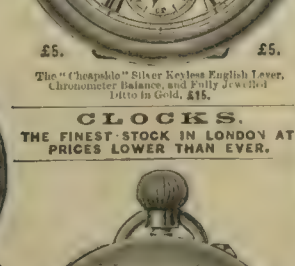 £5. £5.
The "Cheapside" Silver Keyless English Lever,
Chronometer Balance, and Fully Jewelled
Ditto in Gold, £15.
CLOCKS.
THE FINEST STOCK IN LONDON AT
PRICES LOWER THAN EVER.